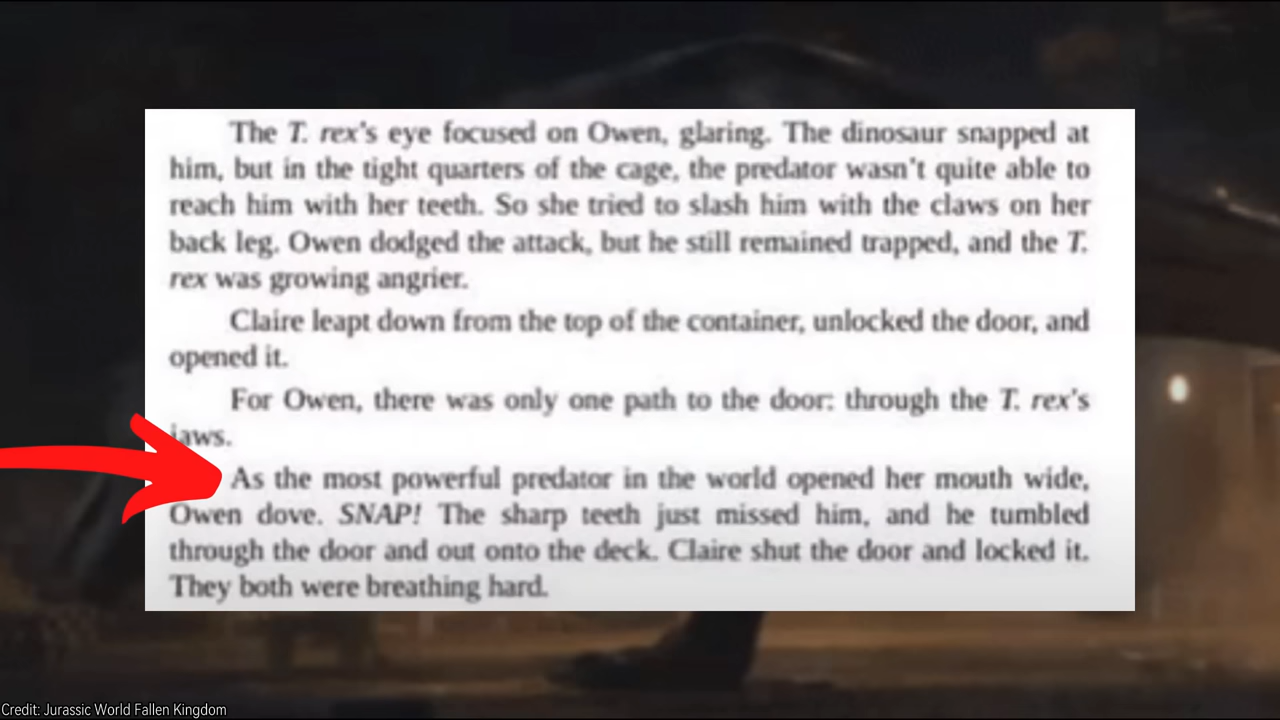 The T. rex's eye focused on Owen, glaring. The dinosaur snapped at
him, but in the tight quarters of the cage, the predator wasn't quite able to
reach him with her teeth. So she tried to slash him with the claws on her
back leg. Owen dodged the attack, but he still remained trapped, and the T.
rex was growing angrier.
Claire leapt down from the top of the container, unlocked the door, and
opened it.
For Owen, there was only one path to the door: through the T. rex's
jaws.
As the most powerful predator in the world opened her mouth wide,
Owen dove. SNAP! The sharp teeth just missed him, and he tumbled
through the door and out onto the deck. Claire shut the door and locked it.
They both were breathing hard.
Credit: Jurassic World Fallen Kingdom